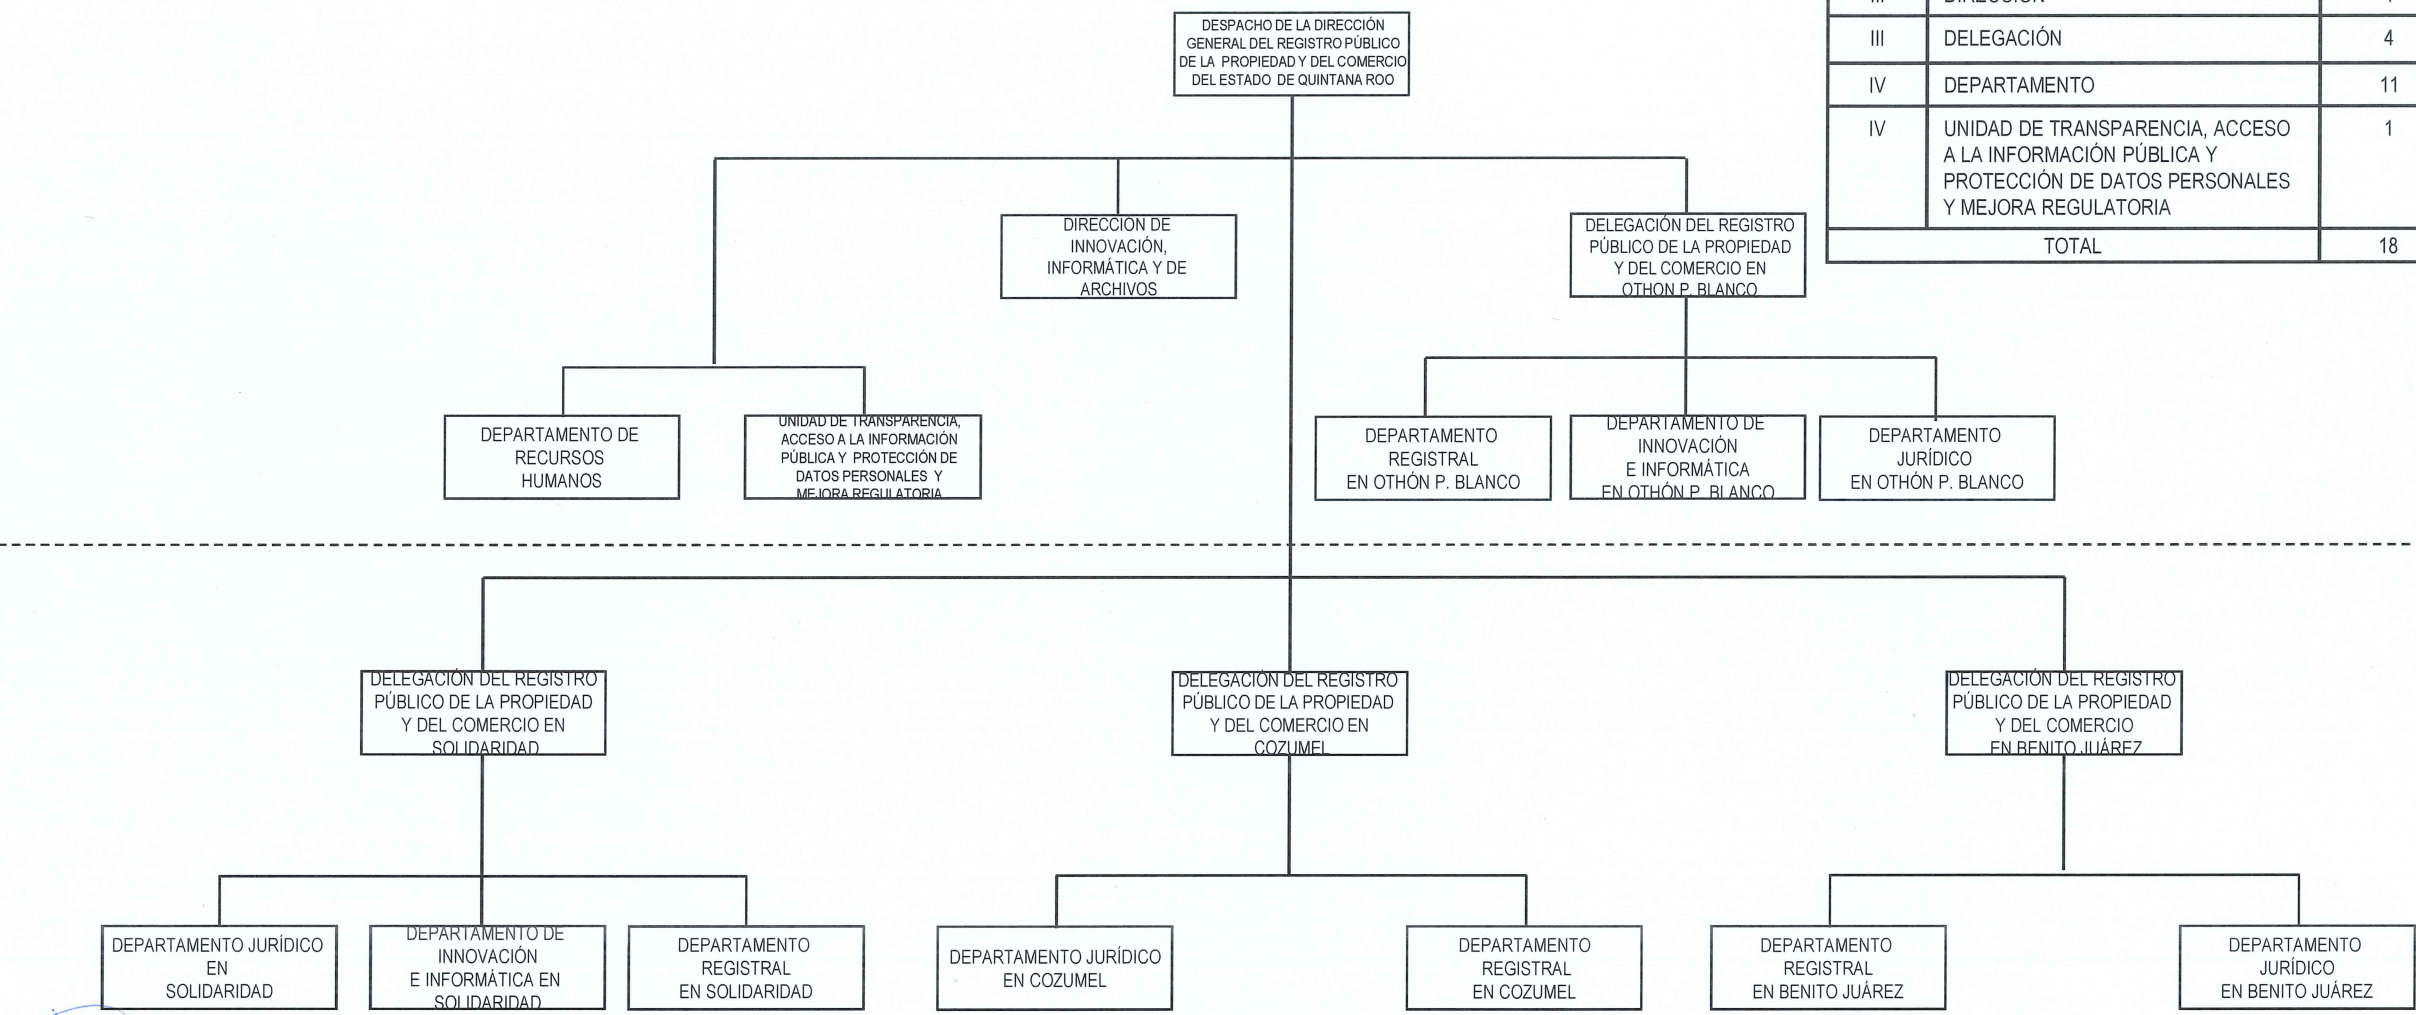 DESPACHO DE LA DIRECCIÓN
GENERAL DEL REGISTRO PÚBLICO
DE LA PROPIEDAD Y DEL COMERCIO
DEL ESTADO DE QUINTANA ROO
III DIRECCIÓN
III DELEGACIÓN 4
IV DEPARTAMENTO 11
IV UNIDAD DE TRANSPARENCIA, ACCESO 1
A LA INFORMACIÓN PÚBLICA Y
PROTECCIÓN DE DATOS PERSONALES
Y MEJORA REGULATORIA
TOTAL 18
DIRECCION DE
INNOVACIÓN,
INFORMÁTICA Y DE
ARCHIVOS
DELEGACIÓN DEL REGISTRO
PÚBLICO DE LA PROPIEDAD
Y DEL COMERCIO EN
OTHON P. BLANCO
DEPARTAMENTO DE
RECURSOS
HUMANOS
UNIDAD DE TRANSPARENCIA,
ACCESO A LA INFORMACIÓN
PÚBLICA Y PROTECCIÓN DE
DATOS PERSONALES Y
MEJORA REGULATORIA
DEPARTAMENTO
REGISTRAL
EN OTHÓN P. BLANCO
DEPARTAMENTO DE
INNOVACIÓN
E INFORMÁTICA
EN OTHÓN P. BLANCO
DEPARTAMENTO
JURÍDICO
EN OTHÓN P. BLANCO
DELEGACIÓN DEL REGISTRO
PÚBLICO DE LA PROPIEDAD
Y DEL COMERCIO EN
SOLIDARIDAD
DELEGACIÓN DEL REGISTRO
PÚBLICO DE LA PROPIEDAD
Y DEL COMERCIO EN
COZUMEL
DELEGACIÓN DEL REGISTRO
PÚBLICO DE LA PROPIEDAD
Y DEL COMERCIO
EN BENITO JUÁREZ
DEPARTAMENTO JURÍDICO
EN
SOLIDARIDAD
DEPARTAMENTO DE
INNOVACIÓN
E INFORMÁTICA EN
SOLIDARIDAD
DEPARTAMENTO
REGISTRAL
EN SOLIDARIDAD
DEPARTAMENTO JURÍDICO
EN COZUMEL
DEPARTAMENTO
REGISTRAL
EN COZUMEL
DEPARTAMENTO
REGISTRAL
EN BENITO JUÁREZ
DEPARTAMENTO
JURÍDICO
EN BENITO JUÁREZ